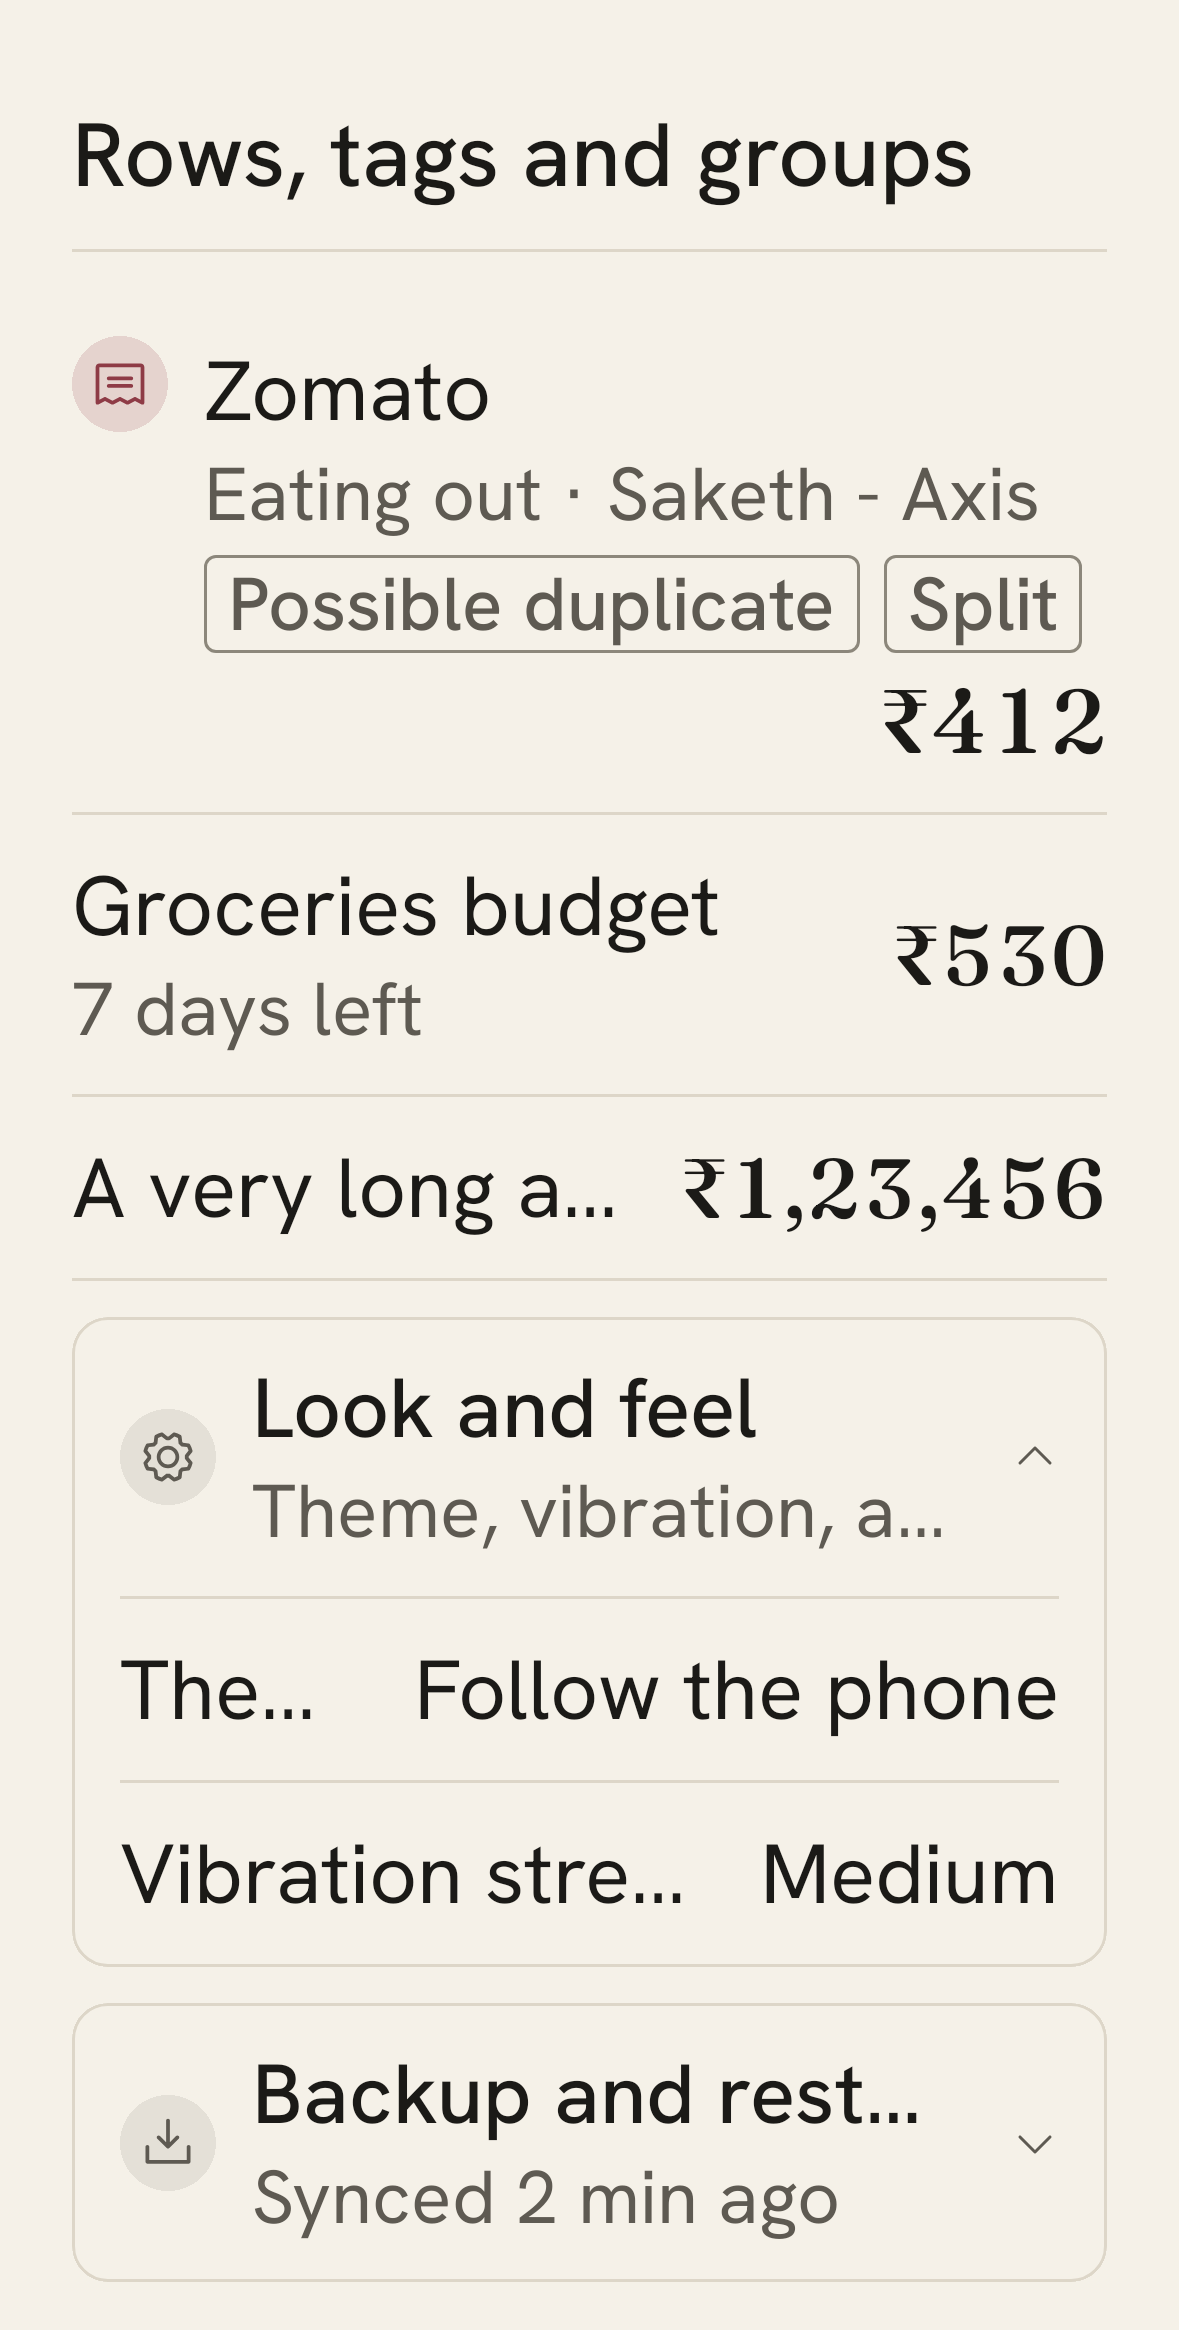 Rows, tags and groups
Zomato
Eating out · Saketh - Axis
Possible duplicate Split
₹412
Groceries budget
₹530
7 days left
A very long a… ₹1,23,456
Look and feel
Theme, vibration, a…
The… Follow the phone
Vibration stre… Medium
Backup and rest…
Synced 2 min ago